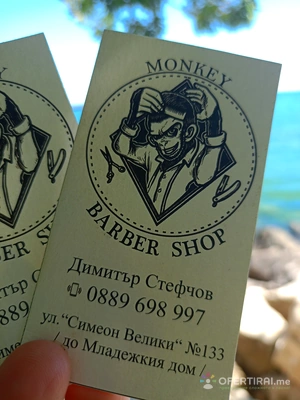 MONKEY
BARBER SHOP
Димитър Стефчов
0889 698 997
ул."Симеон Велики" №133
/ до Младежкия дом /
OFERTIRAI.me